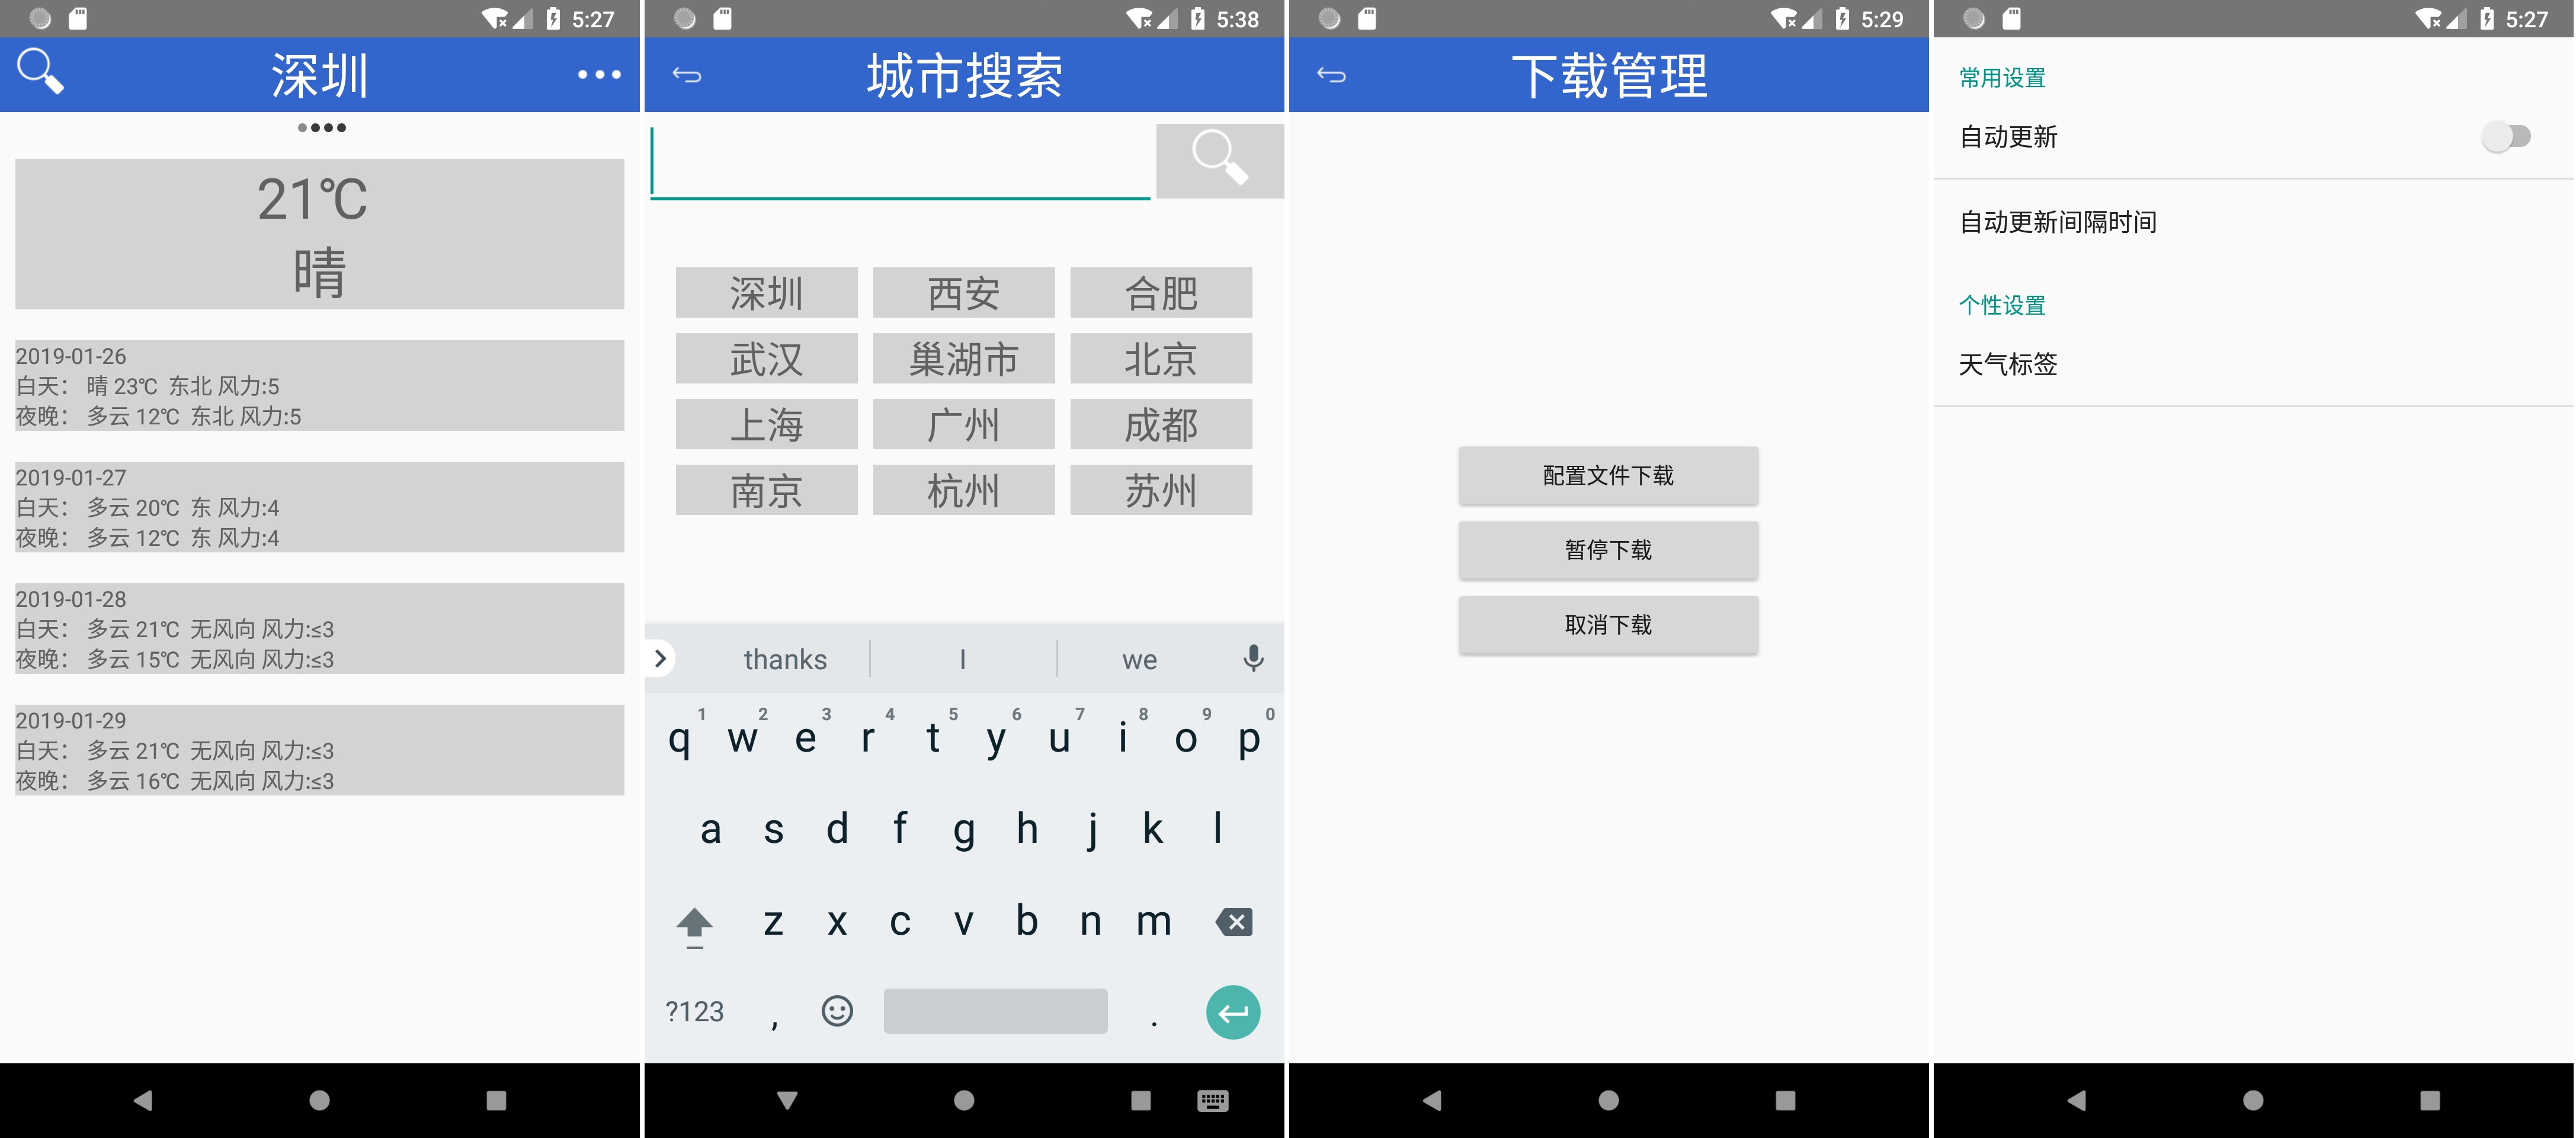 5:27
深圳
21℃
晴
2019-01-26
白天： 晴 23℃ 东北 风力:5
夜晚： 多云 12℃ 东北 风力:5
2019-01-27
白天： 多云 20℃ 东 风力:4
夜晚： 多云 12℃ 东 风力:4
2019-01-28
白天： 多云 21℃ 无风向 风力:≤3
夜晚： 多云 15℃ 无风向 风力:≤3
2019-01-29
白天： 多云 21℃ 无风向 风力:≤3
夜晚： 多云 16℃ 无风向 风力:≤3
5:38
城市搜索
深圳 西安 合肥
武汉 巢湖市 北京
上海 广州 成都
南京 杭州 苏州
thanks I we
1 2 3 4 5 6 7 8 9 0
q w e r t y u i o p
a s d f g h j k l
z x c v b n m
?123 , .
5:29
下载管理
配置文件下载
暂停下载
取消下载
5:27
常用设置
自动更新
自动更新间隔时间
个性设置
天气标签